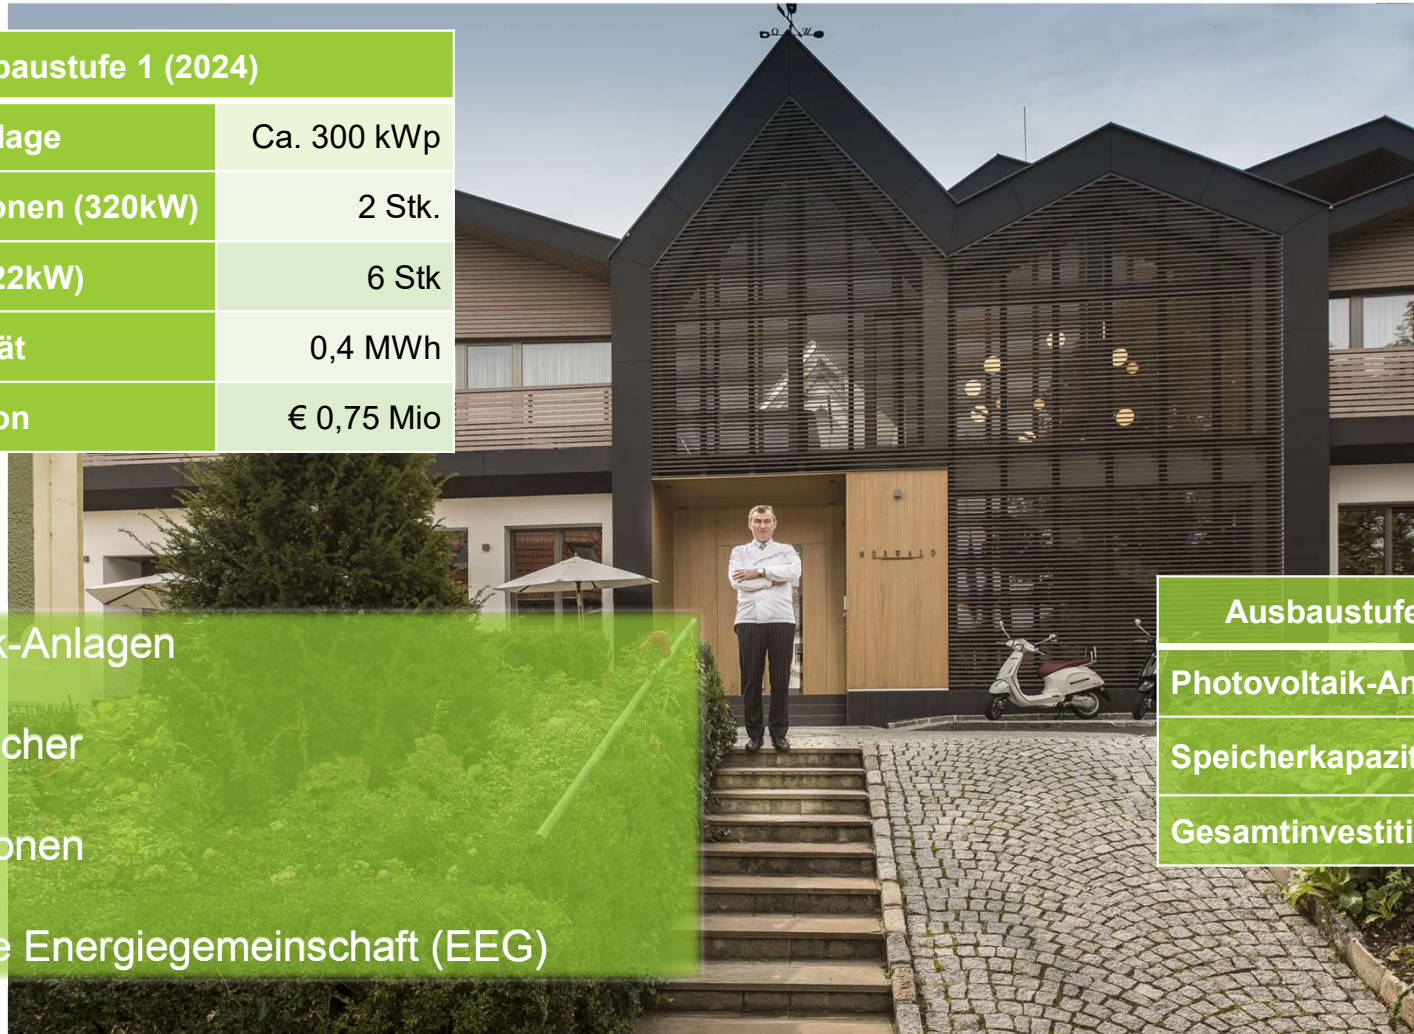 baustufe 1 (2024)
lage Ca. 300 kWp
onen (320kW) 2 Stk.
22kW) 6 Stk
ät 0,4 MWh
on € 0,75 Mio
O W
MÖRWALD
k-Anlagen
cher
onen
e Energiegemeinschaft (EEG)
Ausbaustufe
Photovoltaik-An
Speicherkapazit
Gesamtinvestiti